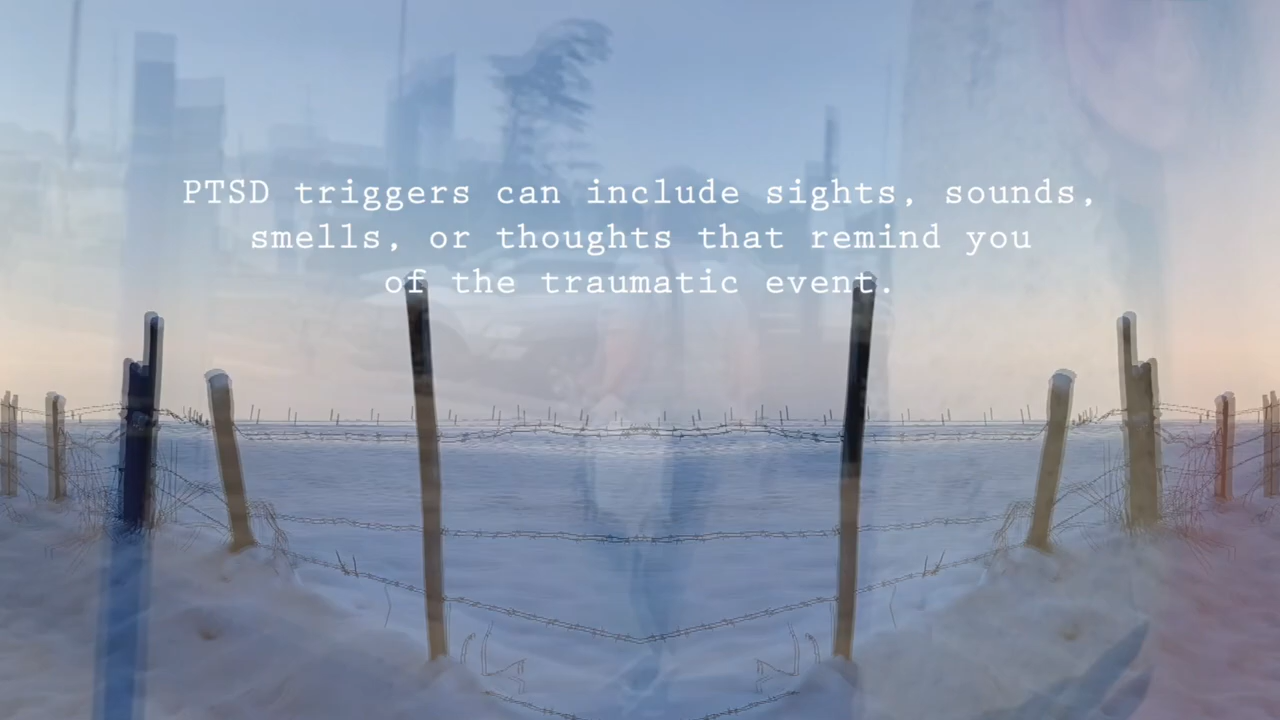 PTSD triggers can include sights, sounds,
smells, or thoughts that remind you
of the traumatic event.